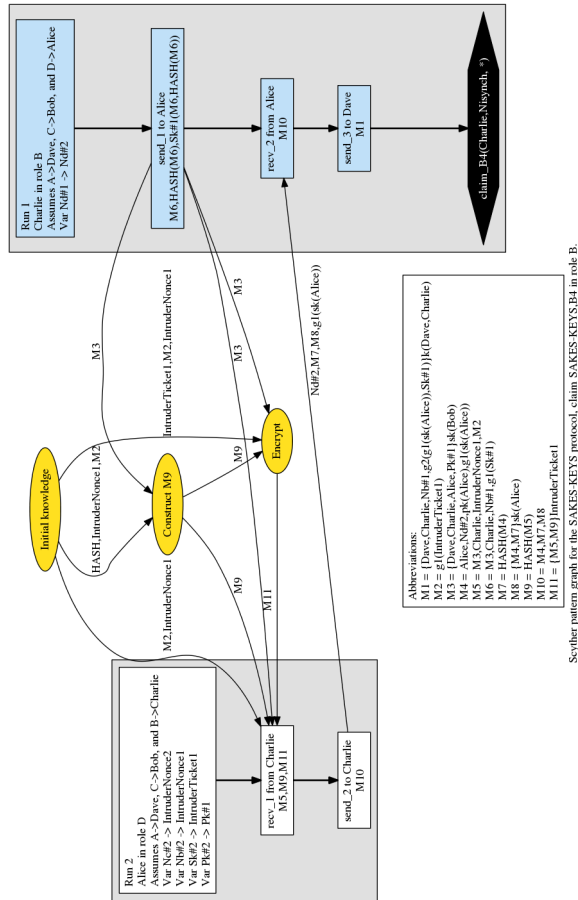 Run 1
Charlie in role B
Assumes A->Dave, C->Bob, and D->Alice
Var Nd#1 -> Nd#2
send_1 to Alice
M6,HASH(M6),Sk#1(M6,HASH(M6))
recv_2 from Alice
M10
send_3 to Dave
M1
claim_B4(Charlie,Nisynch, *)
Initial knowledge
Construct M9
Encrypt
M3
HASH,IntruderNonce1,M2
IntruderTicket1,M2,IntruderNonce1
M3
M3
M9
M2,IntruderNonce1
M9
M11
Nd#2,M7,M8,g1(sk(Alice))
Run 2
Alice in role D
Assumes A->Dave, C->Bob, and B->Charlie
Var Nc#2 -> IntruderNonce2
Var Nb#2 -> IntruderNonce1
Var Sk#2 -> IntruderTicket1
Var Pk#2 -> Pk#1
recv_1 from Charlie
M5,M9,M11
send_2 to Charlie
M10
Abbreviations:
M1 = {Dave,Charlie,Nb#1,g2(g1(sk(Alice)),Sk#1)}k(Dave,Charlie)
M2 = g1(IntruderTicket1)
M3 = {Dave,Charlie,Alice,Pk#1}sk(Bob)
M4 = Alice,Nd#2,pk(Alice),g1(sk(Alice))
M5 = M3,Charlie,IntruderNonce1,M2
M6 = M3,Charlie,Nb#1,g1(Sk#1)
M7 = HASH(M4)
M8 = {M4,M7}sk(Alice)
M9 = HASH(M5)
M10 = M4,M7,M8
M11 = {M5,M9}IntruderTicket1
Scyther pattern graph for the SAKES-KEYS protocol, claim SAKES-KEYS,B4 in role B.